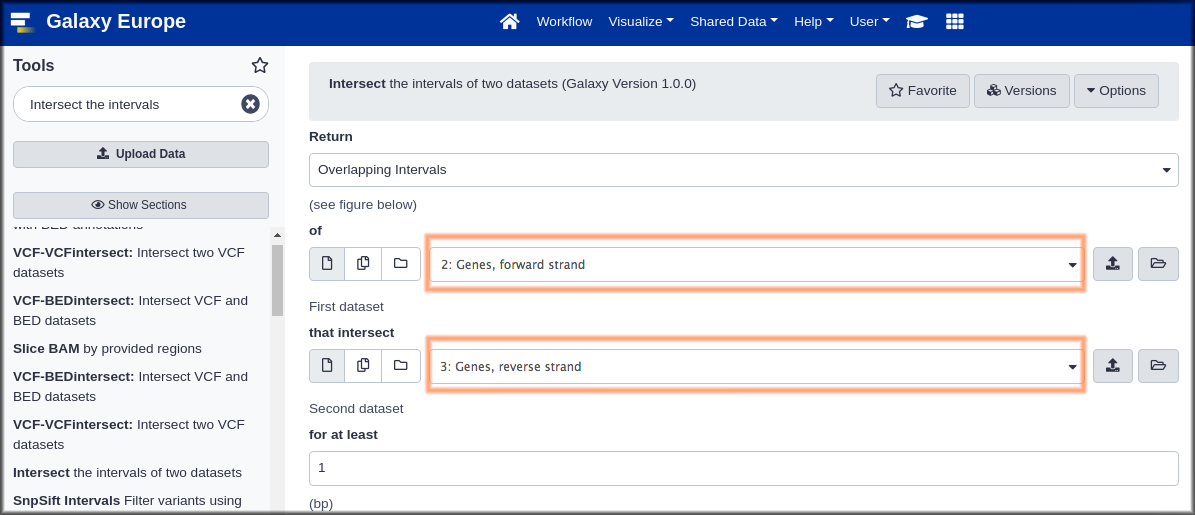 Galaxy Europe
Workflow
Visualize
Shared Data
Help
User
Tools
Intersect the intervals
Upload Data
Show Sections
with BED annotations
VCF-VCFintersect: Intersect two VCF
datasets
VCF-BEDintersect: Intersect VCF and
BED datasets
Slice BAM by provided regions
VCF-BEDintersect: Intersect VCF and
BED datasets
VCF-VCFintersect: Intersect two VCF
datasets
Intersect the intervals of two datasets
SnpSift Intervals Filter variants using
Intersect the intervals of two datasets (Galaxy Version 1.0.0)
Favorite
Versions
Options
Return
Overlapping Intervals
(see figure below)
of
2: Genes, forward strand
First dataset
that intersect
3: Genes, reverse strand
Second dataset
for at least
1
(bp)